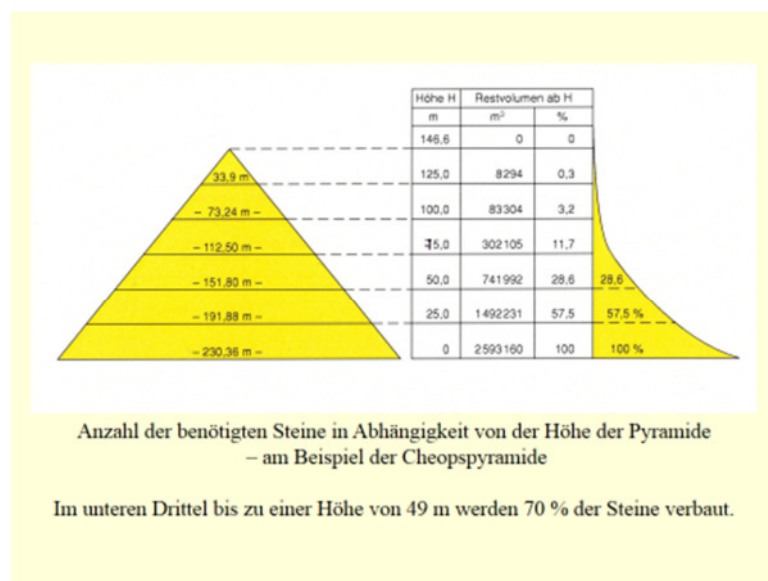 Höhe H Restvolumen ab H
m m³ %
146,6 0 0
33,9 m 125,0 8294 0,3
– 73,24 m – 100,0 83304 3,2
– 112,50 m – 75,0 302105 11,7
– 151,80 m – 50,0 741992 28,6 28,6
– 191,88 m – 25,0 1492231 57,5 57,5 %
– 230,36 m – 0 2593160 100 100 %
Anzahl der benötigten Steine in Abhängigkeit von der Höhe der Pyramide
– am Beispiel der Cheopspyramide
Im unteren Drittel bis zu einer Höhe von 49 m werden 70 % der Steine verbaut.